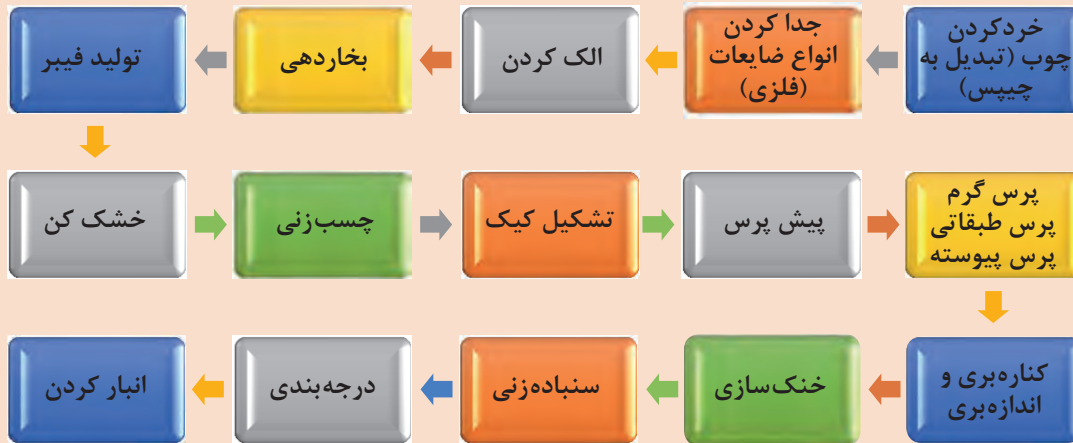 خردکردن
چوب (تبدیل به
چیپس)
جدا کردن
انواع ضایعات
(فلزی)
الک کردن
بخاردهی
تولید فیبر
خشک کن
چسب‌زنی
تشکیل کیک
پیش پرس
پرس گرم
پرس طبقاتی
پرس پیوسته
کناره‌بری و
اندازه‌بری
خنک‌سازی
سنباده‌زنی
درجه‌بندی
انبار کردن